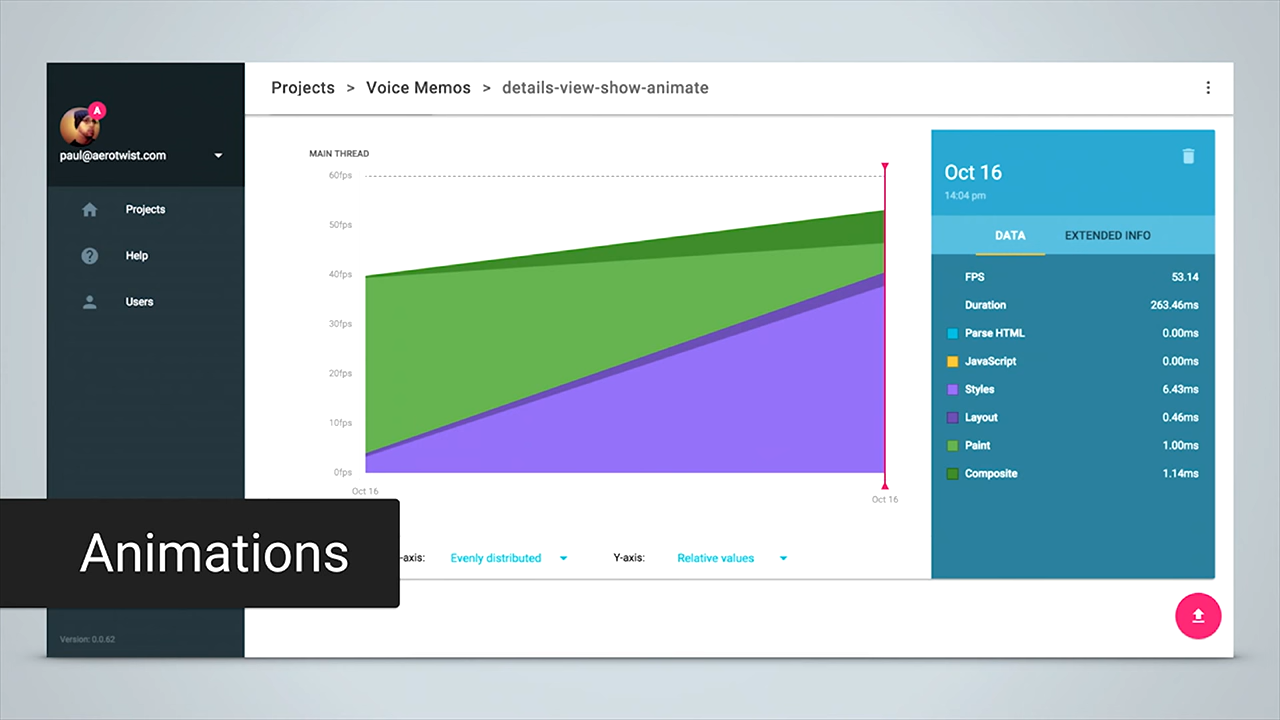 Projects > Voice Memos > details-view-show-animate
A
paul@aerotwist.com
Projects
Help
Users
Version: 0.0.62
MAIN THREAD
60fps
50fps
40fps
30fps
20fps
10fps
0fps
Oct 16
Oct 16
-axis: Evenly distributed
Y-axis: Relative values
Oct 16
14:04 pm
DATA EXTENDED INFO
FPS 53.14
Duration 263.46ms
Parse HTML 0.00ms
JavaScript 0.00ms
Styles 6.43ms
Layout 0.46ms
Paint 1.00ms
Composite 1.14ms
Animations